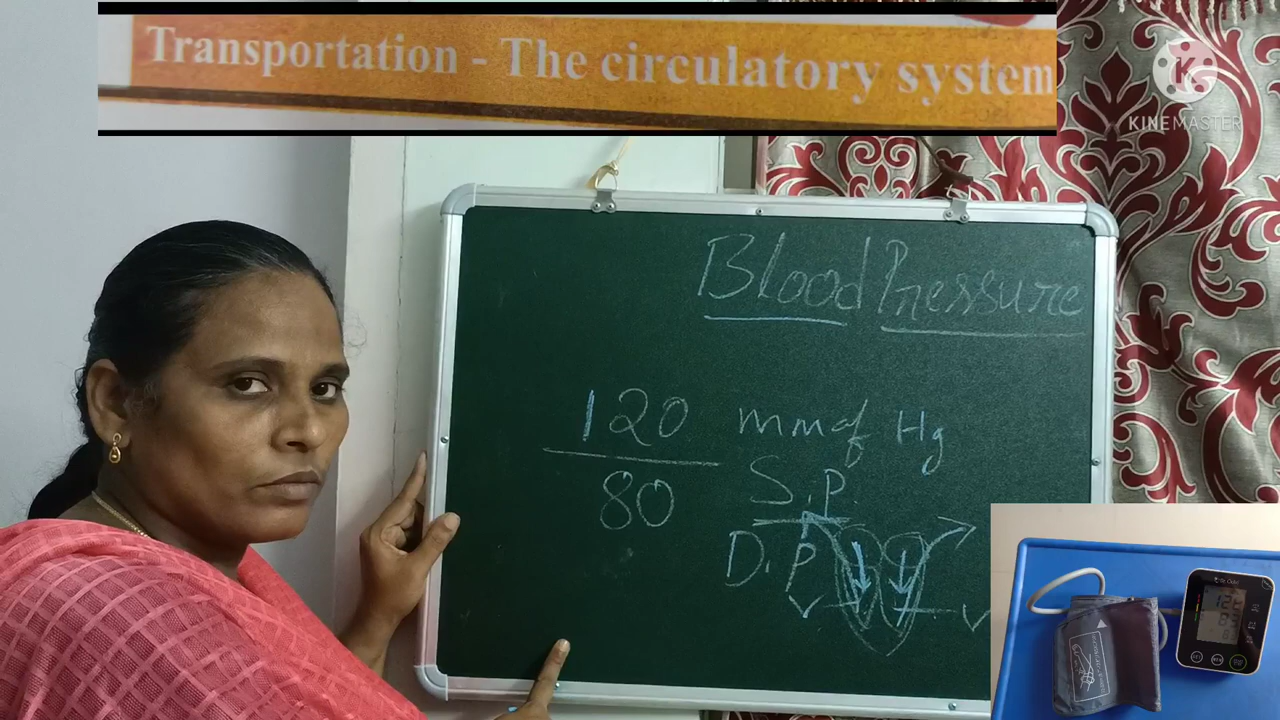 Transportation - The circulatory system
KINEMASTER
Blood Pressure
120 mm of Hg
80
S.P.
D.P
V